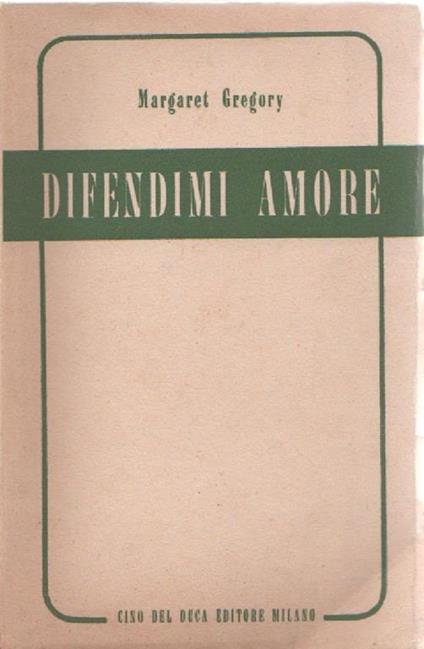 Margaret Gregory
DIFENDIMI AMORE
CINO DEL DUCA EDITORE MILANO